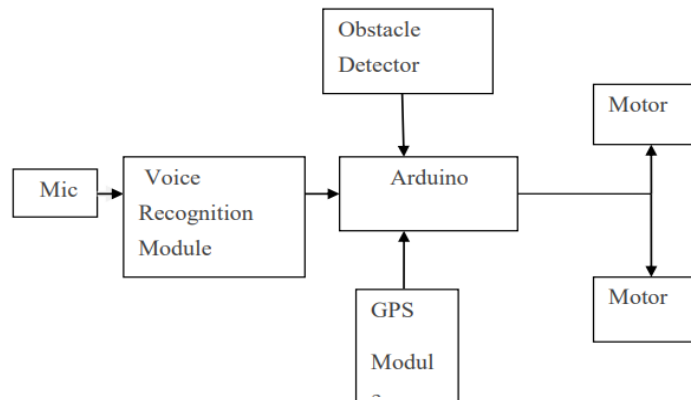 Obstacle
Detector
Motor
Mic
Voice
Recognition
Module
Arduino
GPS
Modul
Motor